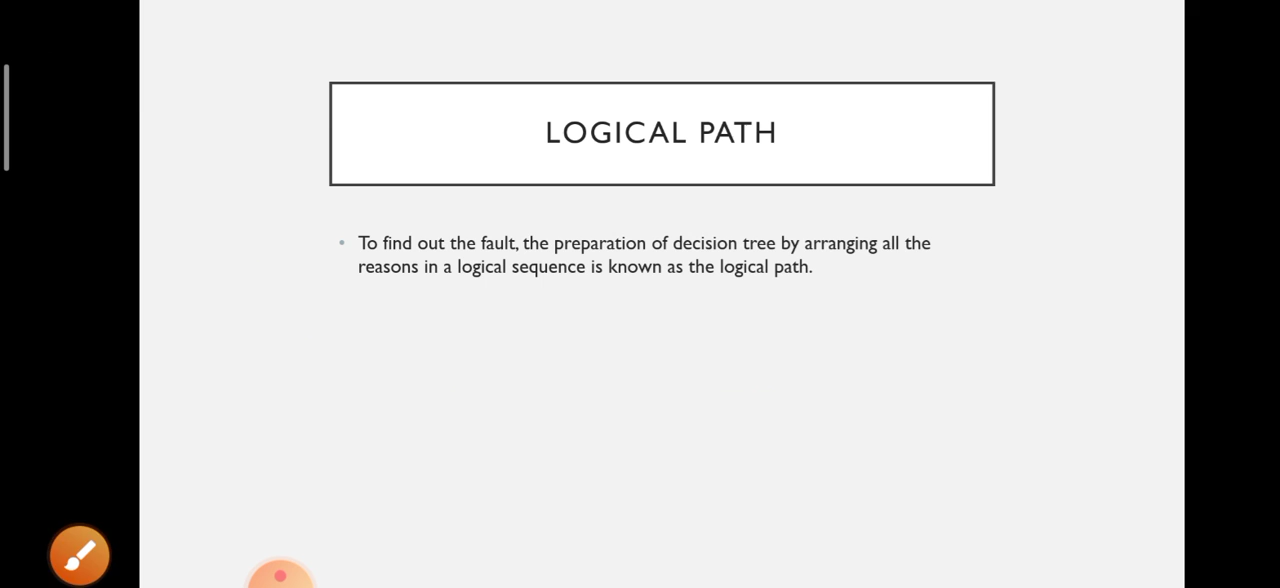 LOGICAL PATH
• To find out the fault, the preparation of decision tree by arranging all the
reasons in a logical sequence is known as the logical path.